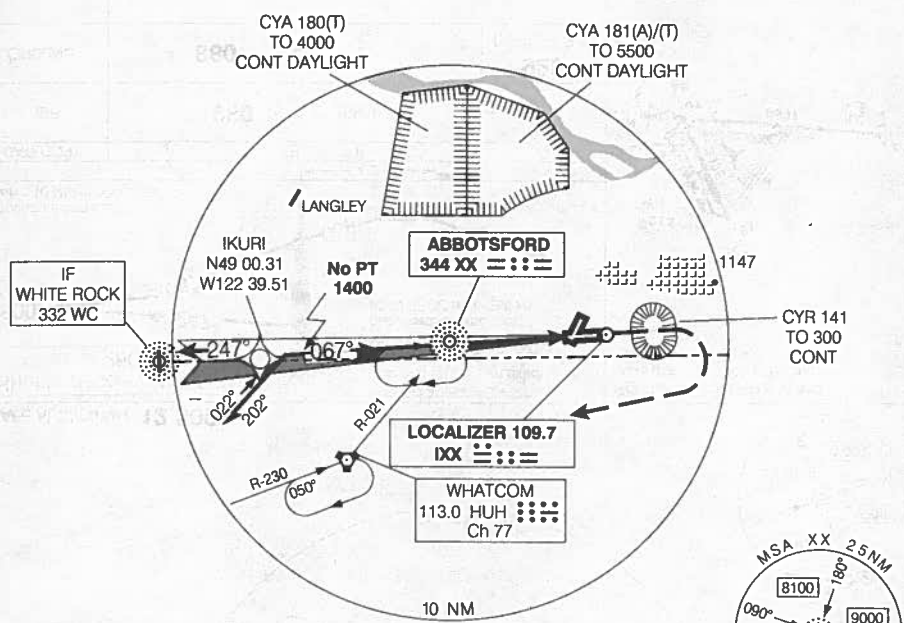 CYA 180(T)
TO 4000
CONT DAYLIGHT
CYA 181(A)/(T)
TO 5500
CONT DAYLIGHT
LANGLEY
IKURI
N49 00.31
W122 39.51
No PT
1400
ABBOTSFORD
344 XX
1147
IF
WHITE ROCK
332 WC
CYR 141
TO 300
CONT
247°
067°
022°
202°
R-021
LOCALIZER 109.7
IXX
R-230
050°
WHATCOM
113.0 HUH
Ch 77
10 NM
MSA XX 25NM
8100
180°
090°
9000